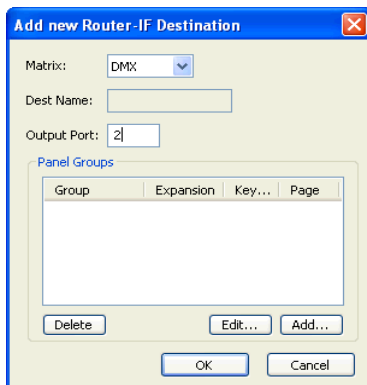 Add new Router-IF Destination
Matrix: DMX
Dest Name:
Output Port: 2
Panel Groups
Group Expansion Key... Page
Delete Edit... Add...
OK Cancel